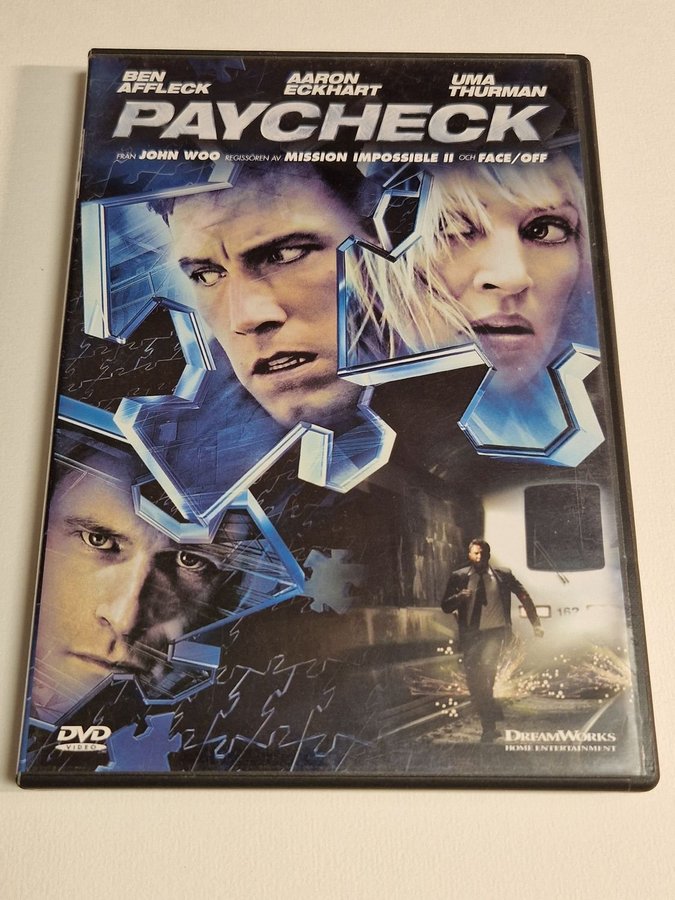 BEN AFFLECK
AARON ECKHART
UMA THURMAN
PAYCHECK
FRÅN JOHN WOO REGISSÖREN AV MISSION IMPOSSIBLE II OCH FACE/OFF
162
DVD
VIDEO
DREAMWORKS
HOME ENTERTAINMENT